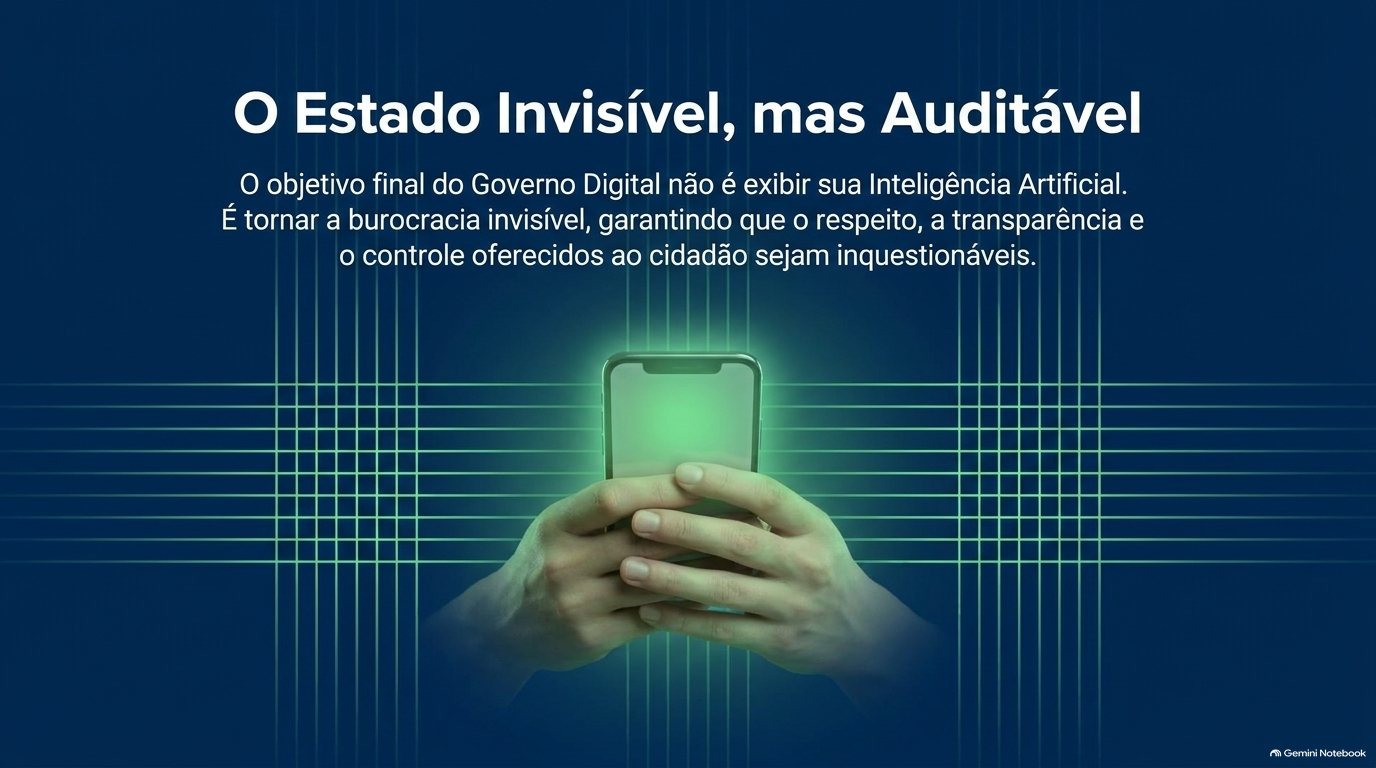 O Estado Invisível, mas Auditável
O objetivo final do Governo Digital não é exibir sua Inteligência Artificial.
É tornar a burocracia invisível, garantindo que o respeito, a transparência e
o controle oferecidos ao cidadão sejam inquestionáveis.
Gemini Notebook